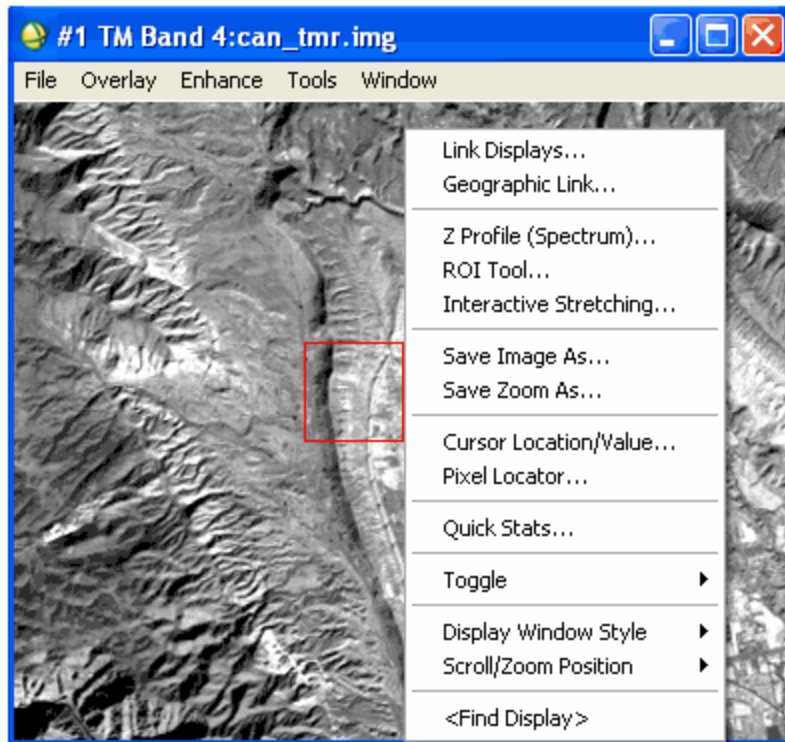 #1 TM Band 4:can_tmr.img
File Overlay Enhance Tools Window
Link Displays...
Geographic Link...
Z Profile (Spectrum)...
ROI Tool...
Interactive Stretching...
Save Image As...
Save Zoom As...
Cursor Location/Value...
Pixel Locator...
Quick Stats...
Toggle
Display Window Style
Scroll/Zoom Position
<Find Display>